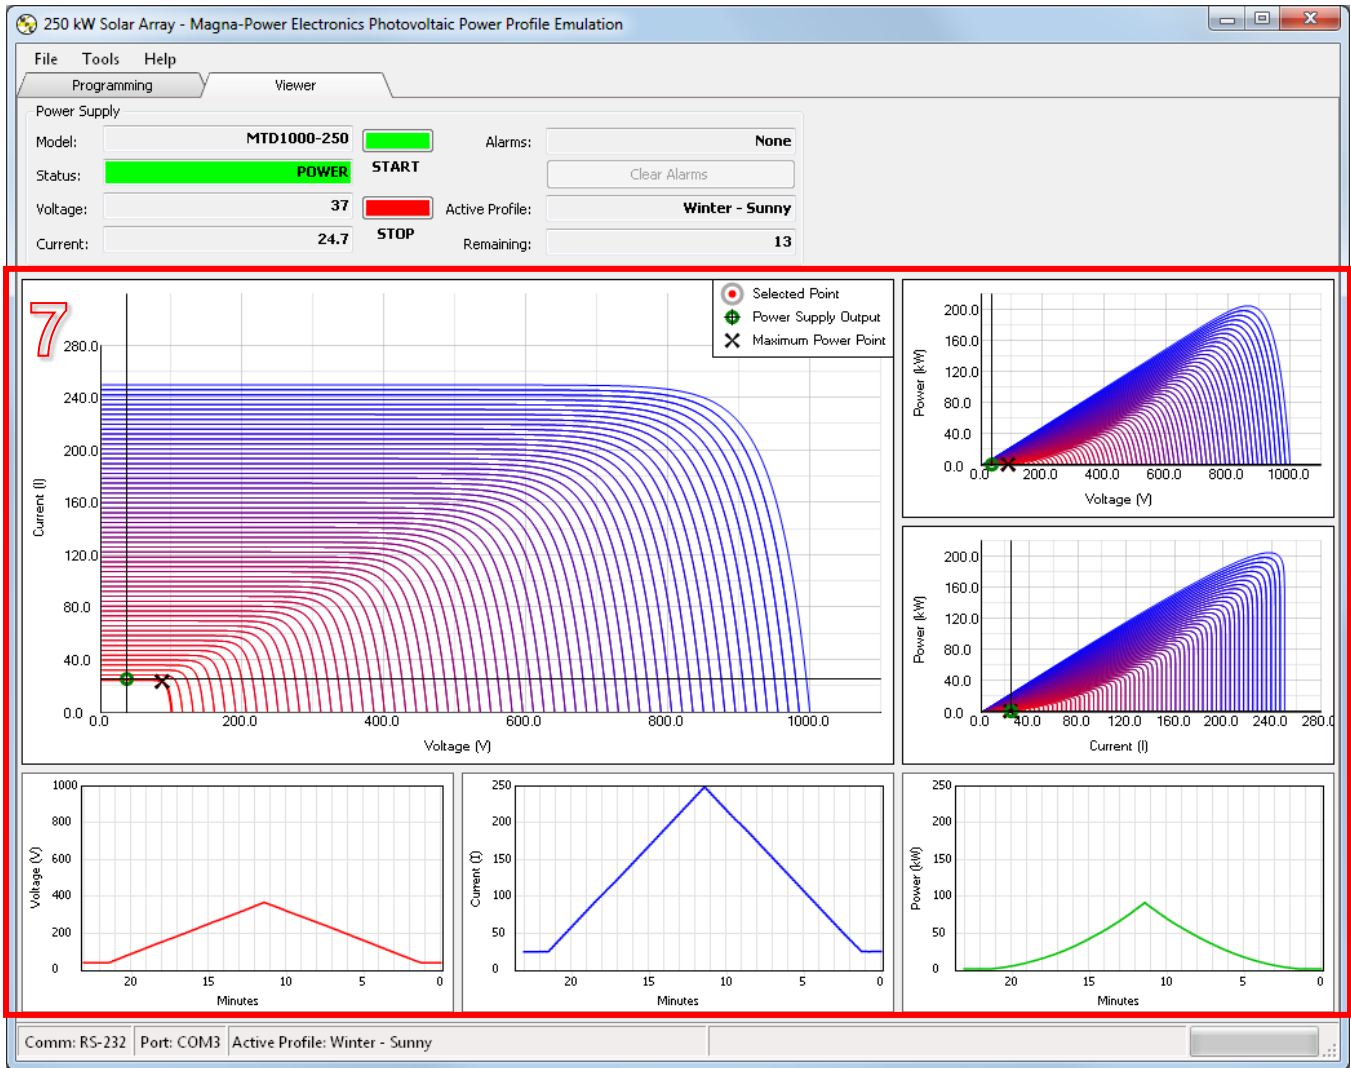 250 kW Solar Array - Magna-Power Electronics Photovoltaic Power Profile Emulation
File Tools Help
Programming Viewer
Power Supply
Model: MTD1000-250 START Alarms: None
Status: POWER Clear Alarms
Voltage: 37 STOP Active Profile: Winter - Sunny
Current: 24.7 Remaining: 13
7
Selected Point
Power Supply Output
Maximum Power Point
280.0
240.0
200.0
160.0
120.0
80.0
40.0
0.0
Current (I)
0.0 200.0 400.0 600.0 800.0 1000.0
Voltage (V)
200.0
160.0
120.0
80.0
40.0
0.0
Power (kW)
0.0 200.0 400.0 600.0 800.0 1000.0
Voltage (V)
200.0
160.0
120.0
80.0
40.0
0.0
Power (kW)
0.0 40.0 80.0 120.0 160.0 200.0 240.0 280.0
Current (I)
1000
800
600
400
200
0
Voltage (V)
20 15 10 5 0
Minutes
250
200
150
100
50
0
Current (I)
20 15 10 5 0
Minutes
250
200
150
100
50
0
Power (kW)
20 15 10 5 0
Minutes
Comm: RS-232 Port: COM3 Active Profile: Winter - Sunny